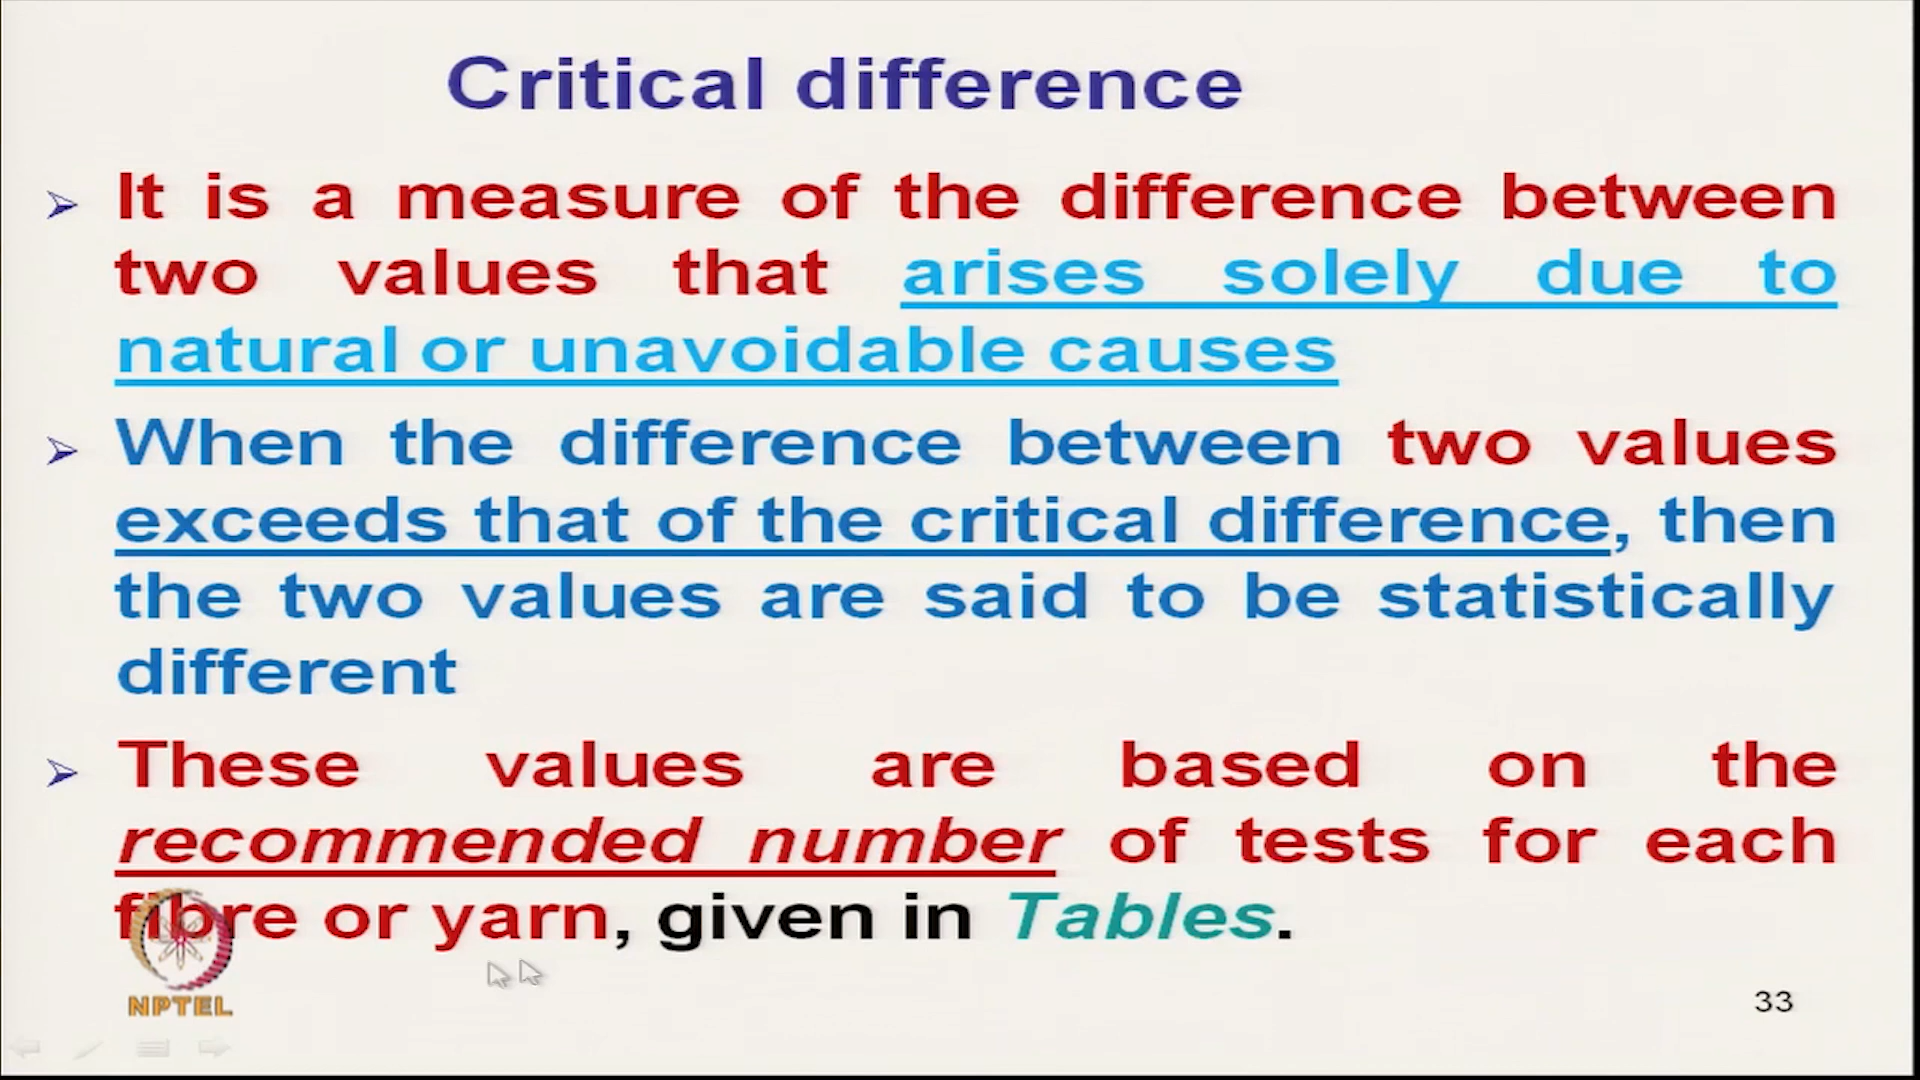 Critical difference
It is a measure of the difference between
two values that arises solely due to
natural or unavoidable causes
When the difference between two values
exceeds that of the critical difference, then
the two values are said to be statistically
different
These values are based on the
recommended number of tests for each
fibre or yarn, given in Tables.
NPTEL
33